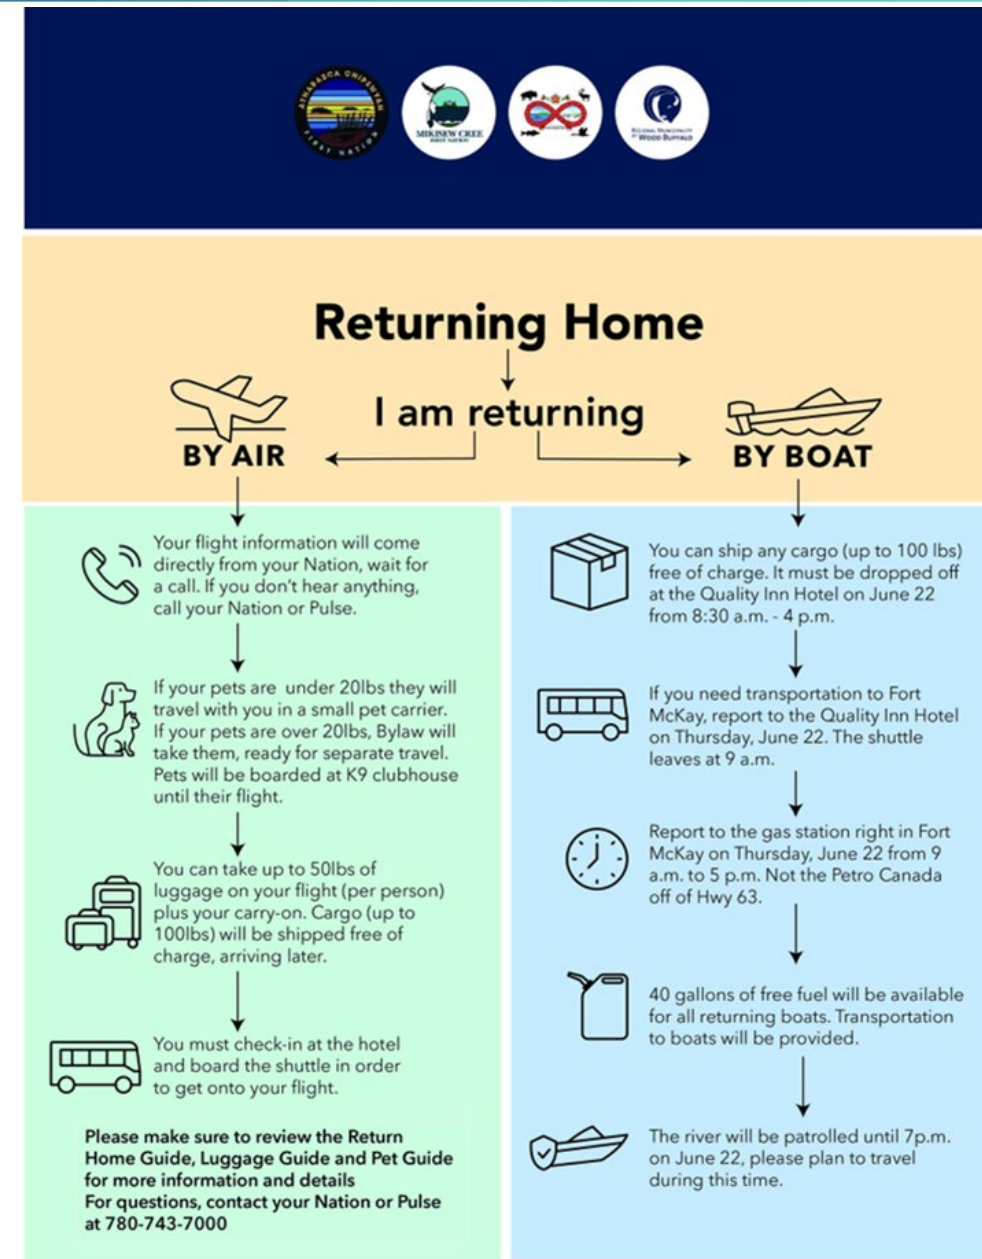 ATHABASCA CHIPEWYAN
FIRST NATION
MIKISEW CREE
FIRST NATION
REGIONAL MUNICIPALITY
OF WOOD BUFFALO
Returning Home
I am returning
BY AIR
BY BOAT
Your flight information will come
directly from your Nation, wait for
a call. If you don't hear anything,
call your Nation or Pulse.
If your pets are under 20lbs they will
travel with you in a small pet carrier.
If your pets are over 20lbs, Bylaw will
take them, ready for separate travel.
Pets will be boarded at K9 clubhouse
until their flight.
You can take up to 50lbs of
luggage on your flight (per person)
plus your carry-on. Cargo (up to
100lbs) will be shipped free of
charge, arriving later.
You must check-in at the hotel
and board the shuttle in order
to get onto your flight.
Please make sure to review the Return
Home Guide, Luggage Guide and Pet Guide
for more information and details
For questions, contact your Nation or Pulse
at 780-743-7000
You can ship any cargo (up to 100 lbs)
free of charge. It must be dropped off
at the Quality Inn Hotel on June 22
from 8:30 a.m. - 4 p.m.
If you need transportation to Fort
McKay, report to the Quality Inn Hotel
on Thursday, June 22. The shuttle
leaves at 9 a.m.
Report to the gas station right in Fort
McKay on Thursday, June 22 from 9
a.m. to 5 p.m. Not the Petro Canada
off of Hwy 63.
40 gallons of free fuel will be available
for all returning boats. Transportation
to boats will be provided.
The river will be patrolled until 7p.m.
on June 22, please plan to travel
during this time.